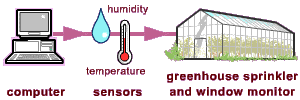 humidity
temperature
computer
sensors
greenhouse sprinkler
and window monitor